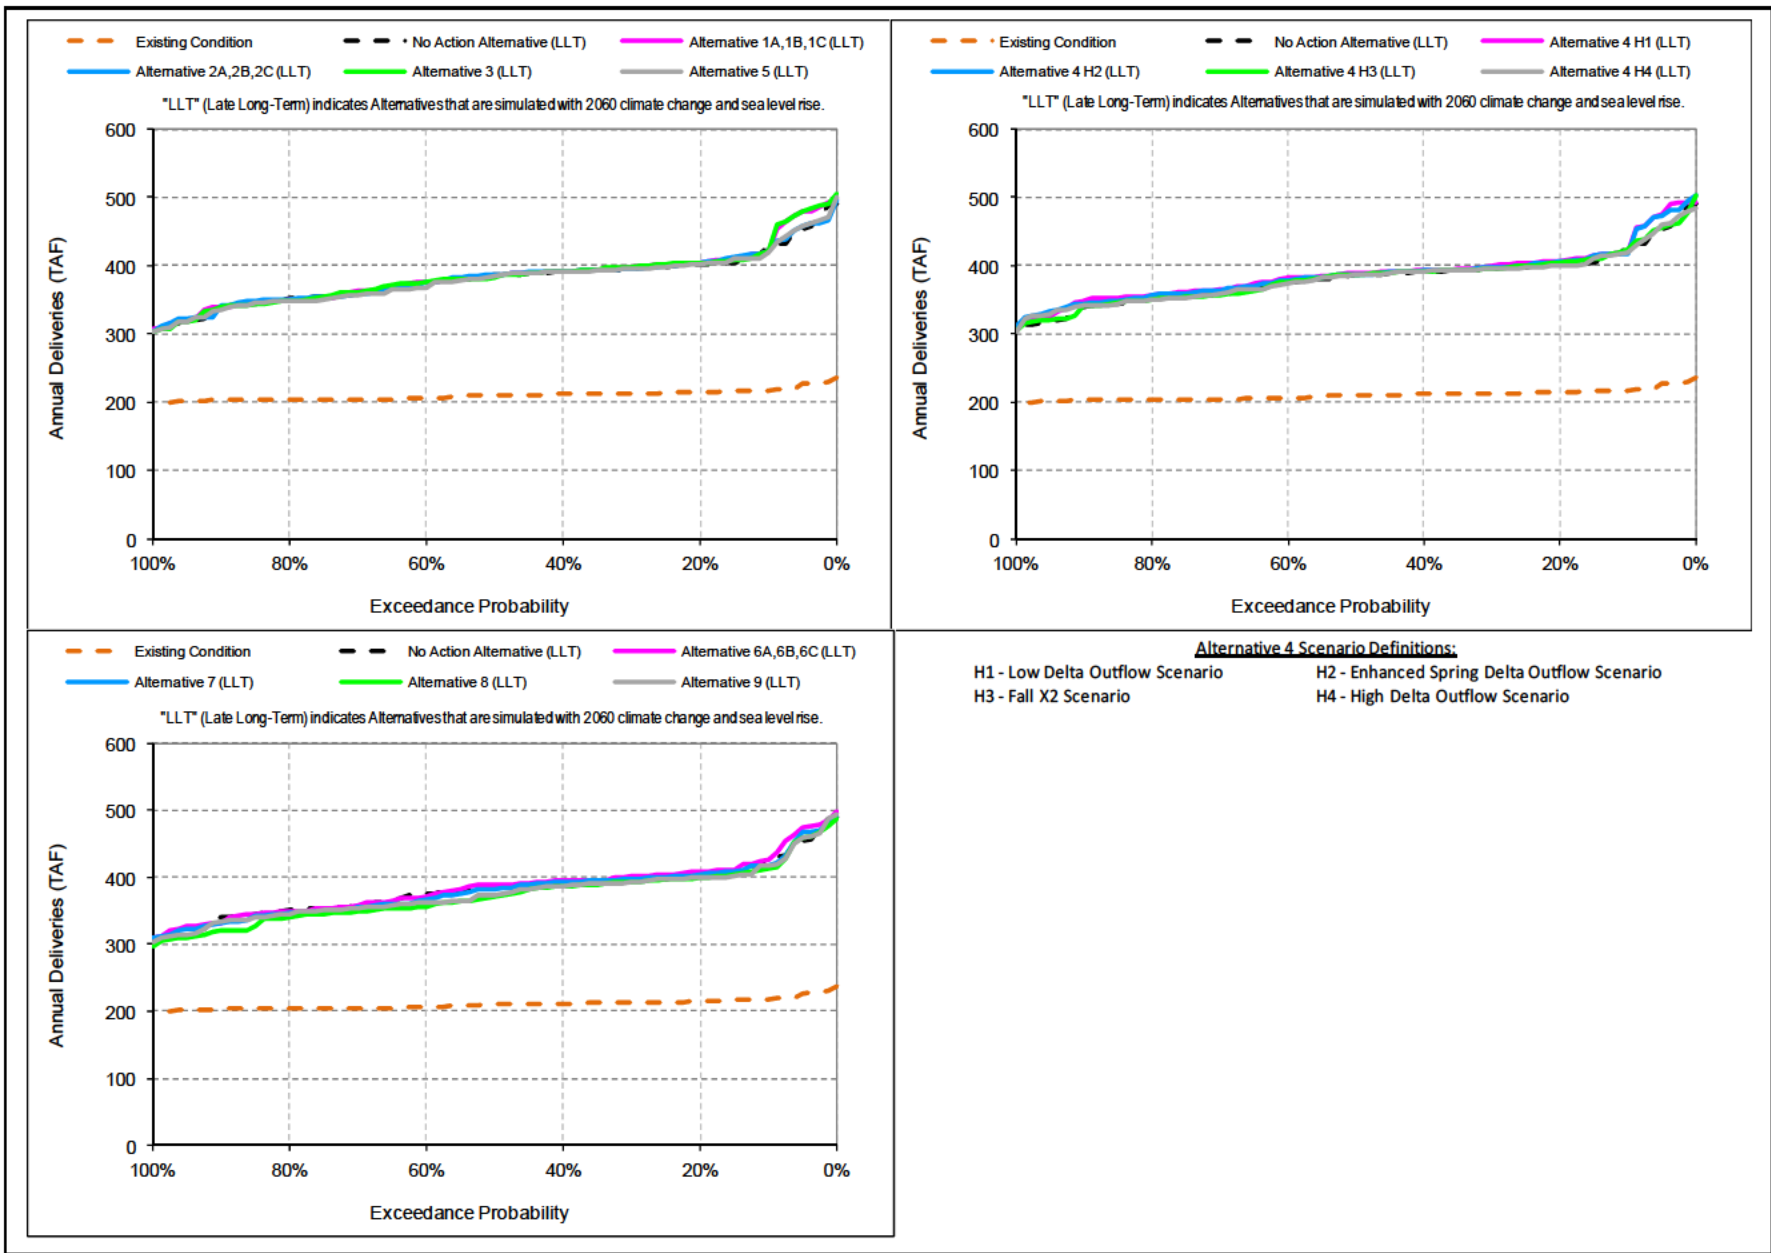 Existing Condition
No Action Alternative (LLT)
Alternative 1A,1B,1C (LLT)
Alternative 2A,2B,2C (LLT)
Alternative 3 (LLT)
Alternative 5 (LLT)
"LLT" (Late Long-Term) indicates Alternatives that are simulated with 2060 climate change and sea level rise.
600
500
400
300
200
100
0
Annual Deliveries (TAF)
100%
80%
60%
40%
20%
0%
Exceedance Probability
Existing Condition
No Action Alternative (LLT)
Alternative 4 H1 (LLT)
Alternative 4 H2 (LLT)
Alternative 4 H3 (LLT)
Alternative 4 H4 (LLT)
"LLT" (Late Long-Term) indicates Alternatives that are simulated with 2060 climate change and sea level rise.
600
500
400
300
200
100
0
Annual Deliveries (TAF)
100%
80%
60%
40%
20%
0%
Exceedance Probability
Existing Condition
No Action Alternative (LLT)
Alternative 6A,6B,6C (LLT)
Alternative 7 (LLT)
Alternative 8 (LLT)
Alternative 9 (LLT)
"LLT" (Late Long-Term) indicates Alternatives that are simulated with 2060 climate change and sea level rise.
600
500
400
300
200
100
0
Annual Deliveries (TAF)
100%
80%
60%
40%
20%
0%
Exceedance Probability
Alternative 4 Scenario Definitions:
H1 - Low Delta Outflow Scenario
H2 - Enhanced Spring Delta Outflow Scenario
H3 - Fall X2 Scenario
H4 - High Delta Outflow Scenario